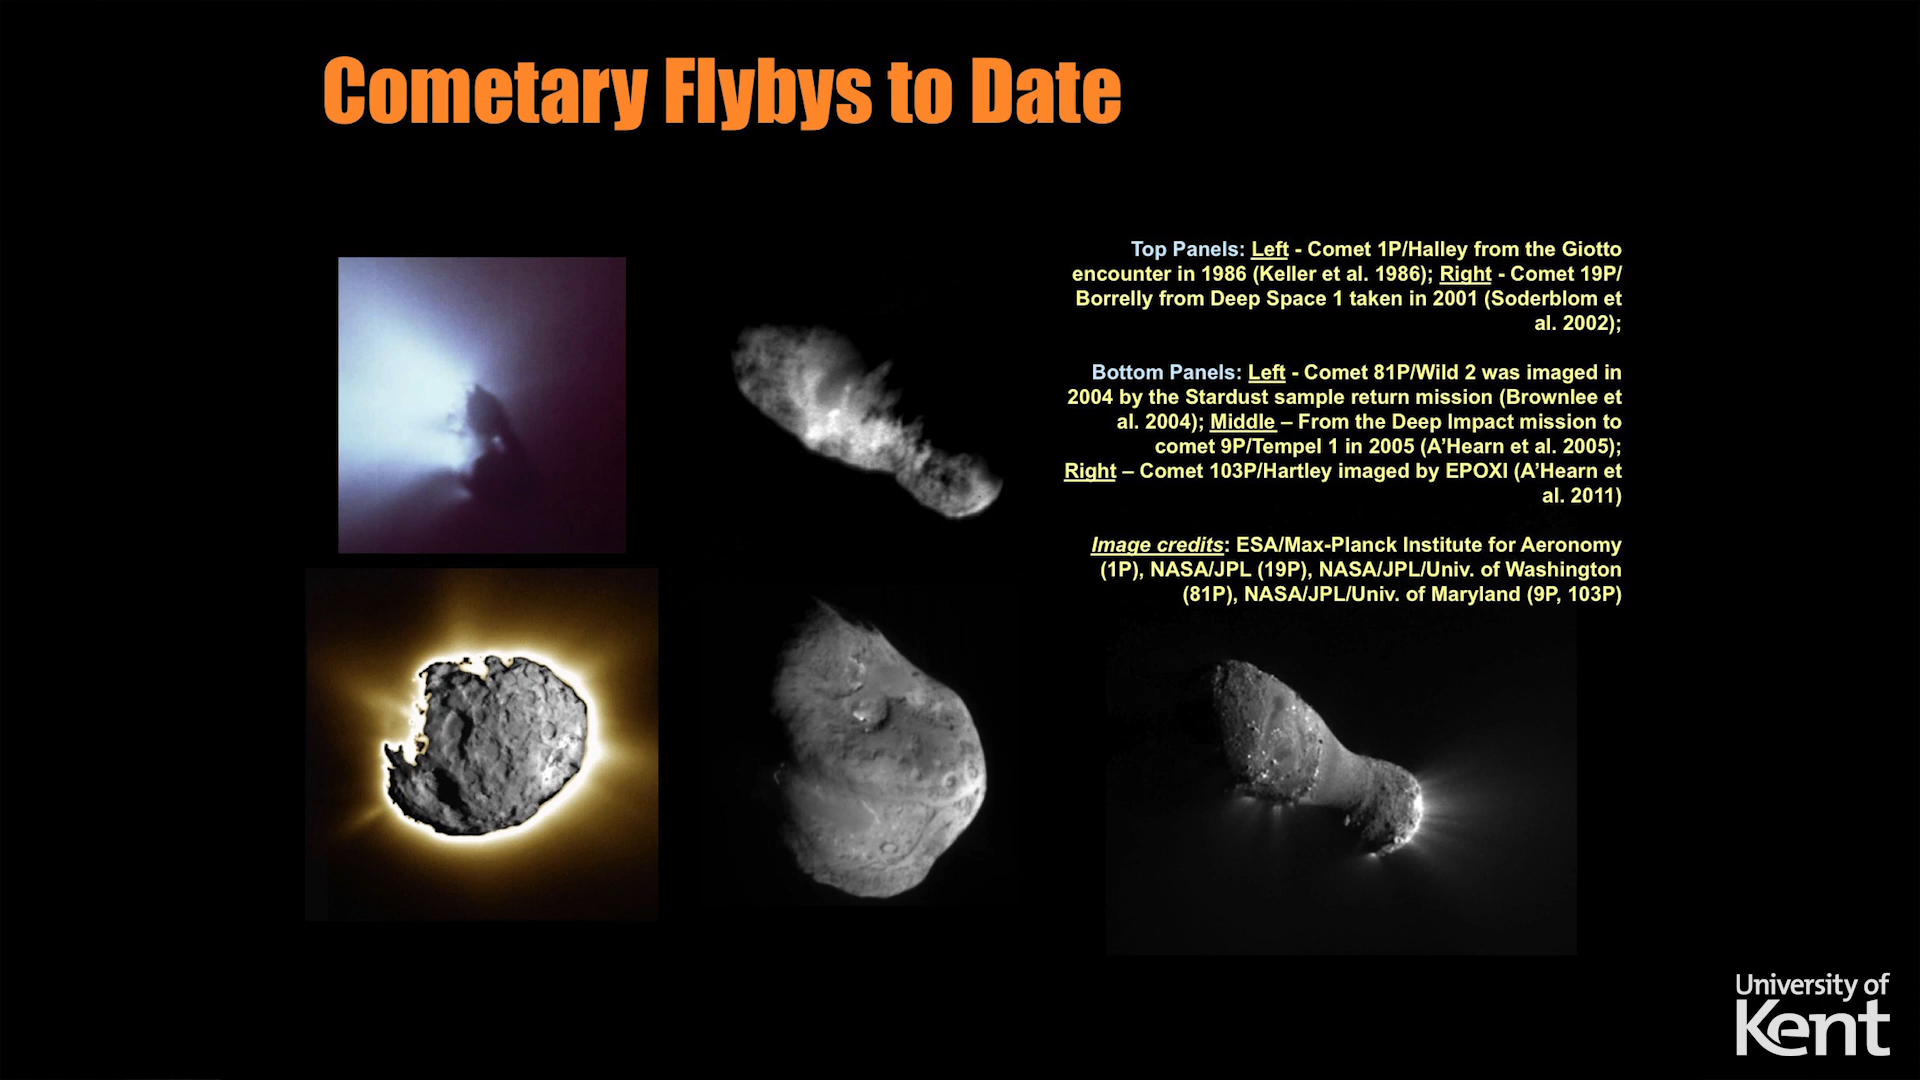 Cometary Flybys to Date
Top Panels: Left - Comet 1P/Halley from the Giotto
encounter in 1986 (Keller et al. 1986); Right - Comet 19P/
Borrelly from Deep Space 1 taken in 2001 (Soderblom et
al. 2002);
Bottom Panels: Left - Comet 81P/Wild 2 was imaged in
2004 by the Stardust sample return mission (Brownlee et
al. 2004); Middle – From the Deep Impact mission to
comet 9P/Tempel 1 in 2005 (A’Hearn et al. 2005);
Right – Comet 103P/Hartley imaged by EPOXI (A’Hearn et
al. 2011)
Image credits: ESA/Max-Planck Institute for Aeronomy
(1P), NASA/JPL (19P), NASA/JPL/Univ. of Washington
(81P), NASA/JPL/Univ. of Maryland (9P, 103P)
University of
Kent